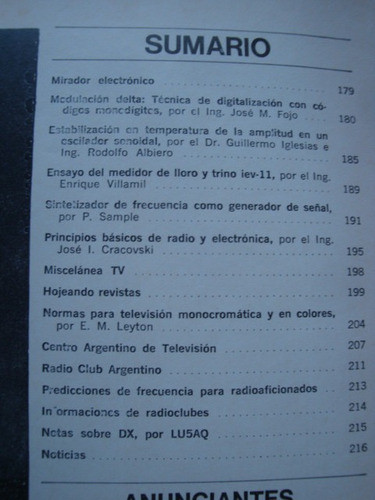 SUMARIO
Mirador electrónico 179
Modulación delta: Técnica de digitalización con có-
digos monodígitos, por el Ing. José M. Fojo 180
Estabilización en temperatura de la amplitud en un
oscilador senoidal, por el Dr. Guillermo Iglesias e
Ing. Rodolfo Albiero 185
Ensayo del medidor de lloro y trino iev-11, por el Ing.
Enrique Villamil 189
Sintetizador de frecuencia como generador de señal,
por P. Sample 191
Principios básicos de radio y electrónica, por el Ing.
José I. Cracovski 195
Miscelánea TV 198
Hojeando revistas 199
Normas para televisión monocromática y en colores,
por E. M. Leyton 204
Centro Argentino de Televisión 207
Radio Club Argentino 211
Predicciones de frecuencia para radioaficionados 213
Informaciones de radioclubes 214
Notas sobre DX, por LU5AQ 215
Noticias 216
ANUNCIANTES